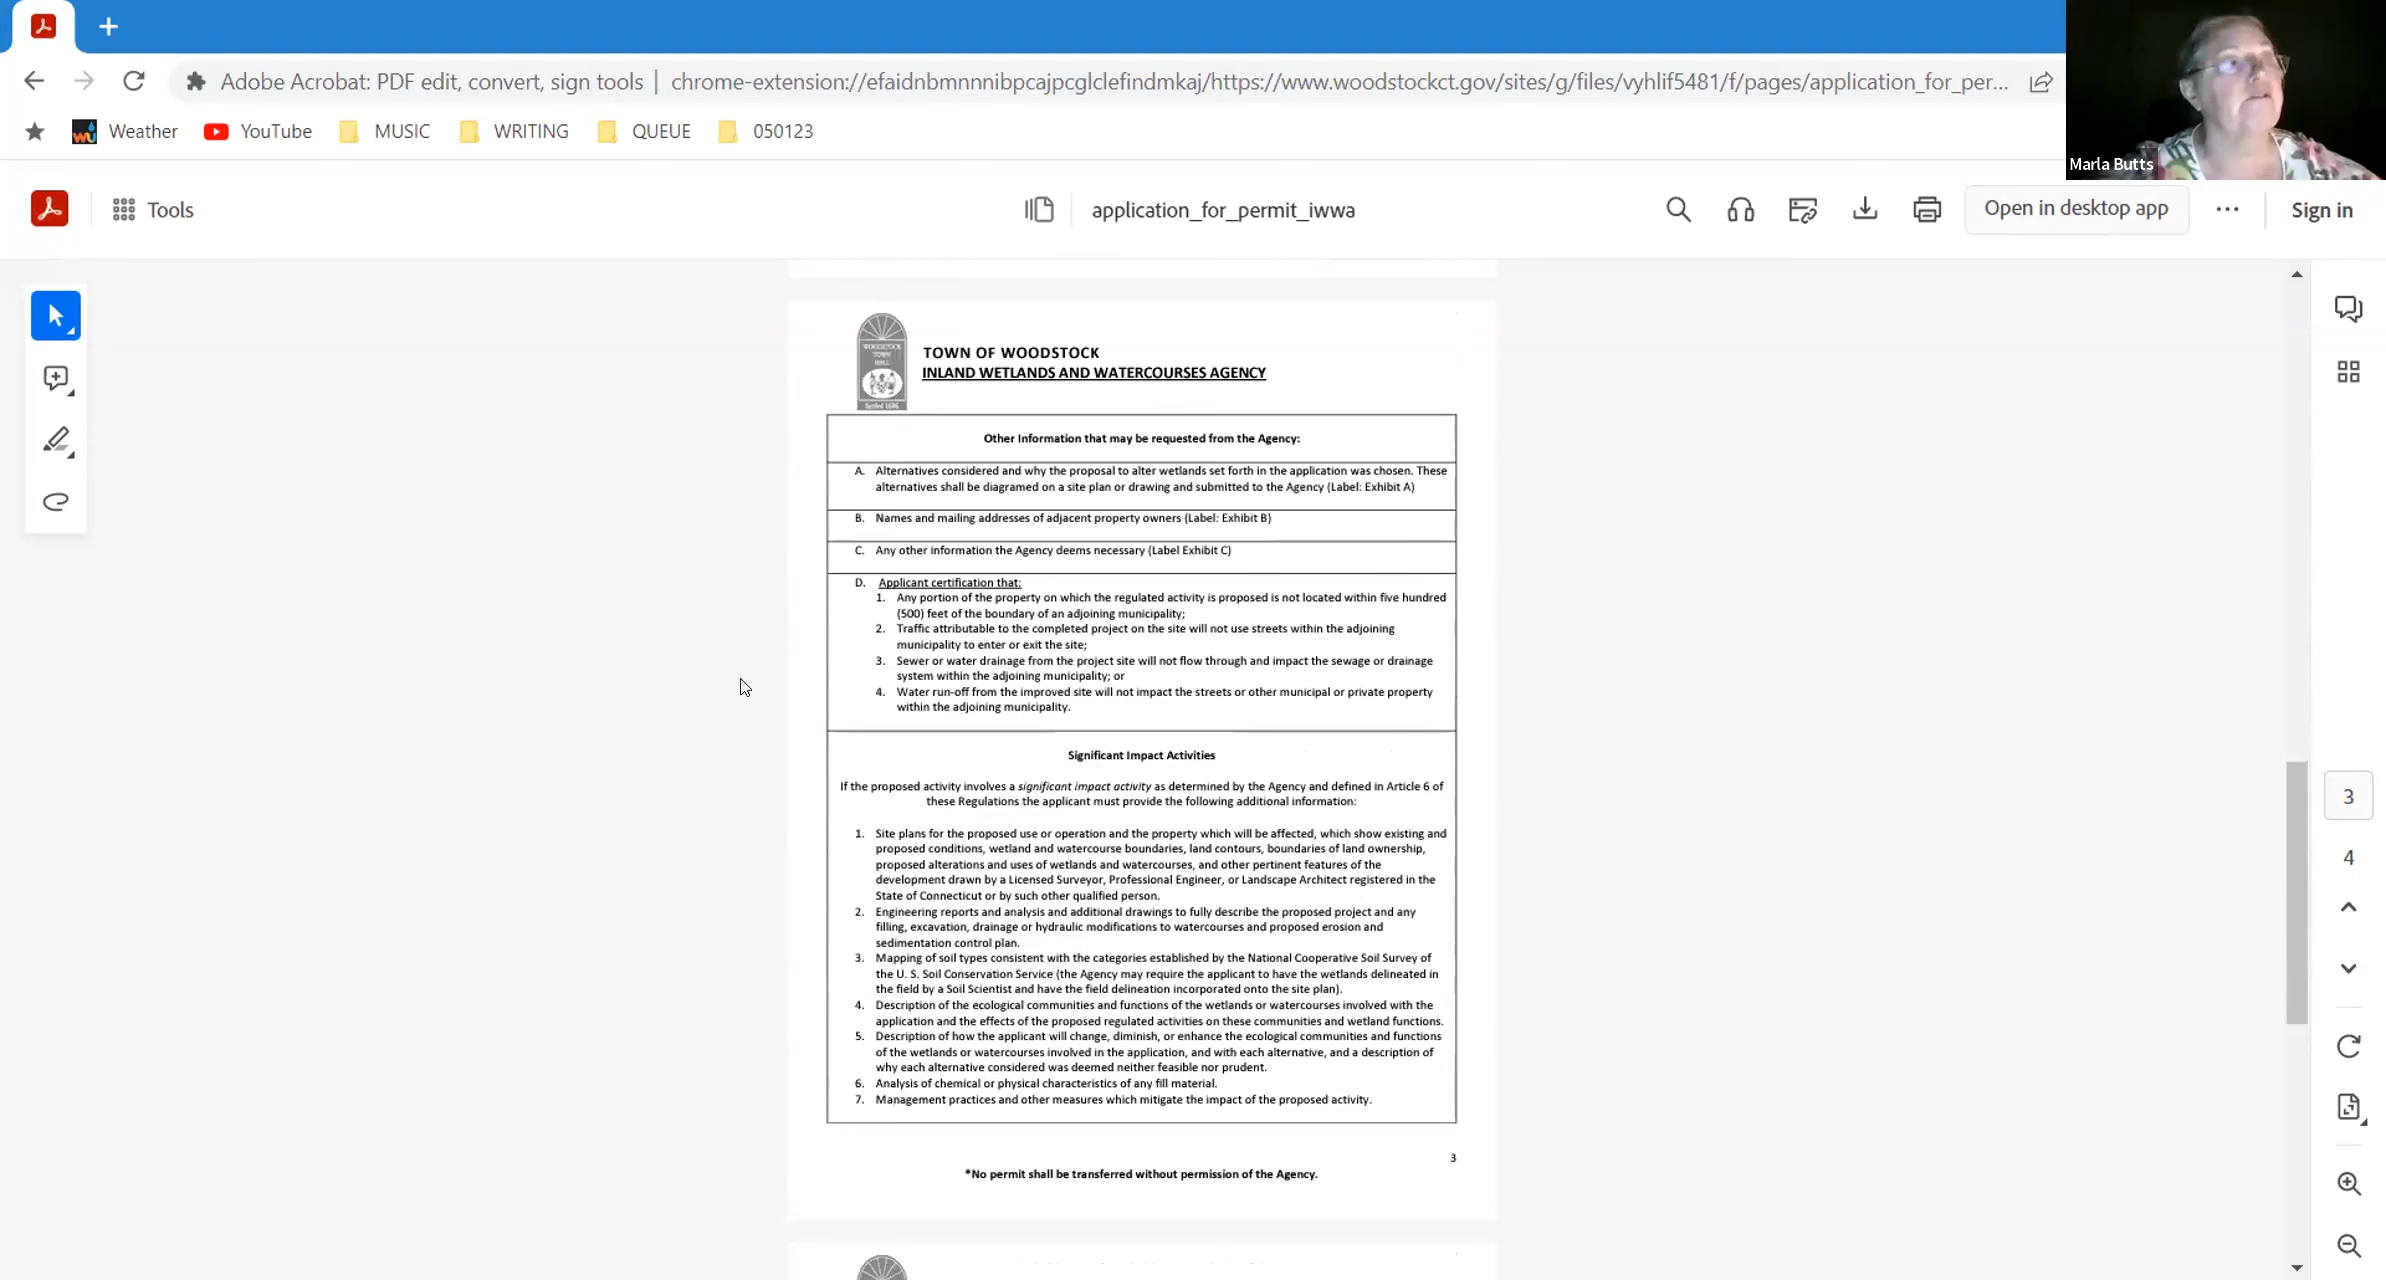 Adobe Acrobat: PDF edit, convert, sign tools | chrome-extension://efaidnbmnnnibpcajpcglclefindmkaj/https://www.woodstockct.gov/sites/g/files/vyhlif5481/f/pages/application_for_per...
Weather YouTube MUSIC WRITING QUEUE 050123
Marla Butts
Tools application_for_permit_iwwa Open in desktop app Sign in
WOODSTOCK
TOWN
HALL
Settled 1686
TOWN OF WOODSTOCK
INLAND WETLANDS AND WATERCOURSES AGENCY
Other Information that may be requested from the Agency:
A. Alternatives considered and why the proposal to alter wetlands set forth in the application was chosen. These
alternatives shall be diagramed on a site plan or drawing and submitted to the Agency (Label: Exhibit A)
B. Names and mailing addresses of adjacent property owners (Label: Exhibit B)
C. Any other information the Agency deems necessary (Label Exhibit C)
D. Applicant certification that:
1. Any portion of the property on which the regulated activity is proposed is not located within five hundred
(500) feet of the boundary of an adjoining municipality;
2. Traffic attributable to the completed project on the site will not use streets within the adjoining
municipality to enter or exit the site;
3. Sewer or water drainage from the project site will not flow through and impact the sewage or drainage
system within the adjoining municipality; or
4. Water run-off from the improved site will not impact the streets or other municipal or private property
within the adjoining municipality.
Significant Impact Activities
If the proposed activity involves a significant impact activity as determined by the Agency and defined in Article 6 of
these Regulations the applicant must provide the following additional information:
1. Site plans for the proposed use or operation and the property which will be affected, which show existing and
proposed conditions, wetland and watercourse boundaries, land contours, boundaries of land ownership,
proposed alterations and uses of wetlands and watercourses, and other pertinent features of the
development drawn by a Licensed Surveyor, Professional Engineer, or Landscape Architect registered in the
State of Connecticut or by such other qualified person.
2. Engineering reports and analysis and additional drawings to fully describe the proposed project and any
filling, excavation, drainage or hydraulic modifications to watercourses and proposed erosion and
sedimentation control plan.
3. Mapping of soil types consistent with the categories established by the National Cooperative Soil Survey of
the U. S. Soil Conservation Service (the Agency may require the applicant to have the wetlands delineated in
the field by a Soil Scientist and have the field delineation incorporated onto the site plan).
4. Description of the ecological communities and functions of the wetlands or watercourses involved with the
application and the effects of the proposed regulated activities on these communities and wetland functions.
5. Description of how the applicant will change, diminish, or enhance the ecological communities and functions
of the wetlands or watercourses involved in the application, and with each alternative, and a description of
why each alternative considered was deemed neither feasible nor prudent.
6. Analysis of chemical or physical characteristics of any fill material.
7. Management practices and other measures which mitigate the impact of the proposed activity.
3
*No permit shall be transferred without permission of the Agency.
3
4